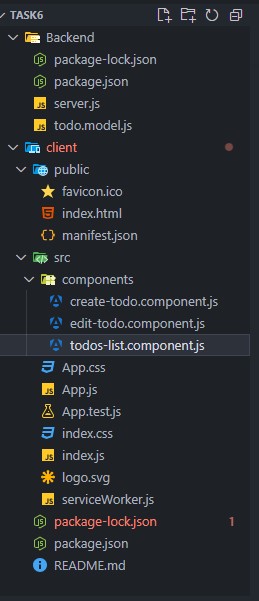 TASK6
Backend
package-lock.json
package.json
server.js
todo.model.js
client
public
favicon.ico
index.html
manifest.json
src
components
create-todo.component.js
edit-todo.component.js
todos-list.component.js
App.css
App.js
App.test.js
index.css
index.js
logo.svg
serviceWorker.js
package-lock.json 1
package.json
README.md